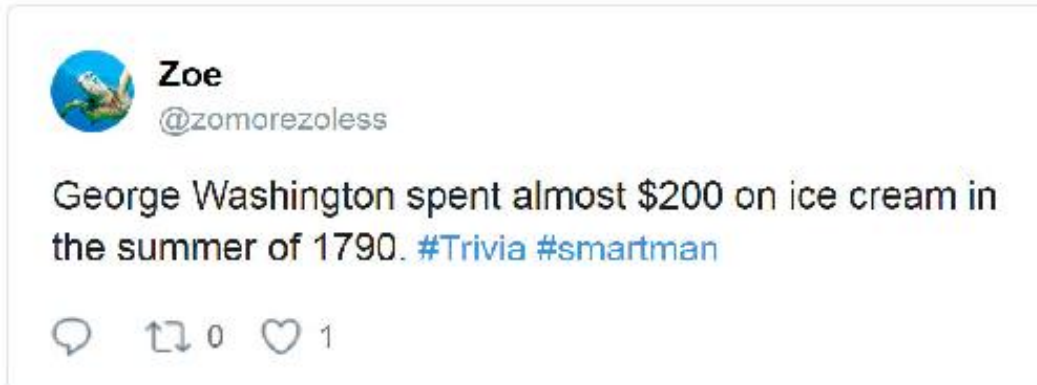 Zoe
@zomorezoless
George Washington spent almost $200 on ice cream in
the summer of 1790. #Trivia #smartman
0 1